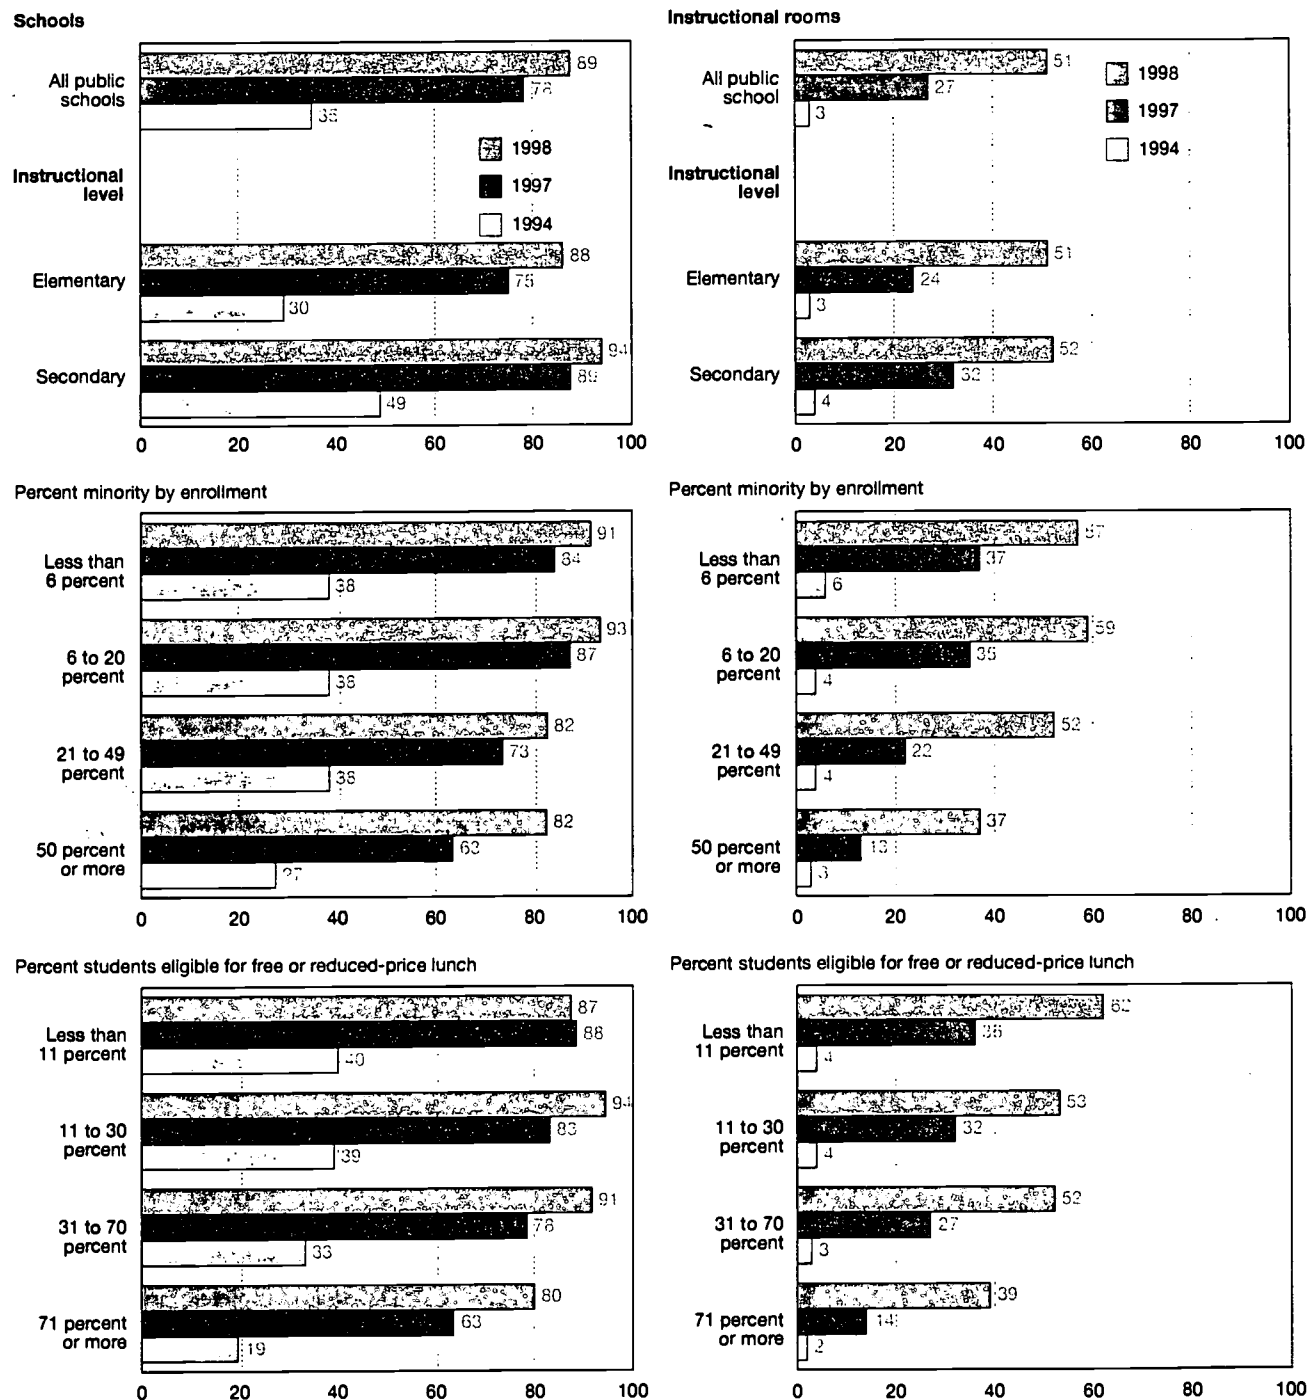 Schools
All public
schools
89
78
35
1998
1997
1994
Instructional
level
Elementary
88
75
30
Secondary
94
89
49
0 20 40 60 80 100
Percent minority by enrollment
Less than
6 percent
91
84
38
6 to 20
percent
93
87
38
21 to 49
percent
82
73
38
50 percent
or more
82
63
27
0 20 40 60 80 100
Percent students eligible for free or reduced-price lunch
Less than
11 percent
87
88
40
11 to 30
percent
94
83
39
31 to 70
percent
91
78
33
71 percent
or more
80
63
19
0 20 40 60 80 100
Instructional rooms
All public
school
51
27
3
1998
1997
1994
Instructional
level
Elementary
51
24
3
Secondary
52
32
4
0 20 40 60 80 100
Percent minority by enrollment
Less than
6 percent
57
37
6
6 to 20
percent
59
35
4
21 to 49
percent
52
22
4
50 percent
or more
37
13
3
0 20 40 60 80 100
Percent students eligible for free or reduced-price lunch
Less than
11 percent
62
36
4
11 to 30
percent
53
32
4
31 to 70
percent
52
27
3
71 percent
or more
39
14
2
0 20 40 60 80 100